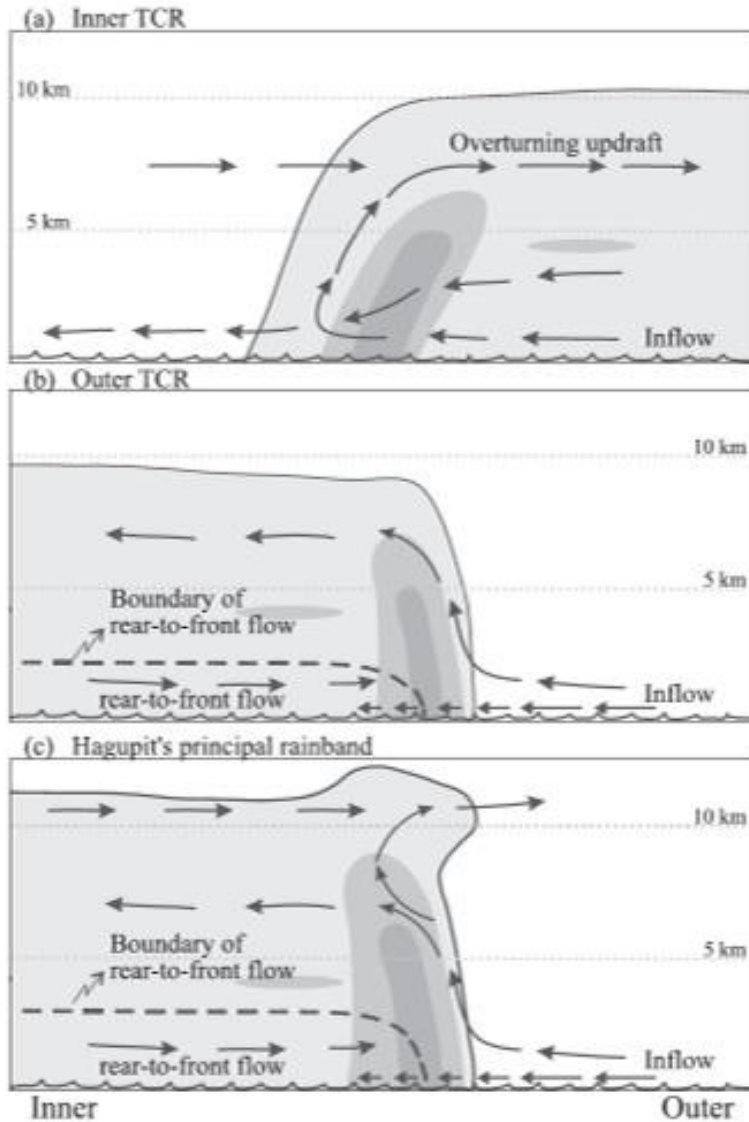 (a) Inner TCR
10 km
Overturning updraft
5 km
Inflow
(b) Outer TCR
10 km
5 km
Boundary of
rear-to-front flow
rear-to-front flow
Inflow
(c) Hagupit's principal rainband
10 km
5 km
Boundary of
rear-to-front flow
rear-to-front flow
Inflow
Inner
Outer